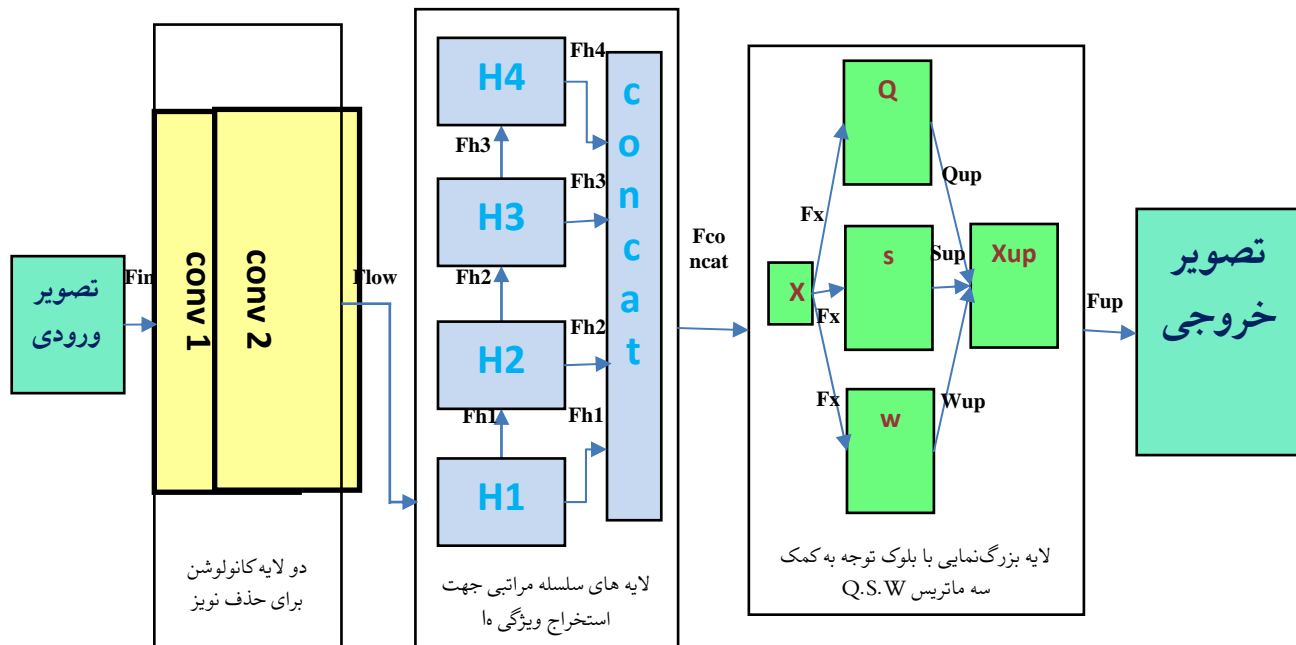 تصویر
ورودی
Fin
conv 1
conv 2
Flow
دو لایه کانولوشن
برای حذف نویز
H4
H3
H2
H1
Fh4
Fh3
Fh3
Fh2
Fh2
Fh1
Fh1
c
o
n
c
a
t
لایه های سلسله مراتبی جهت
استخراج ویژگی ها
Fco
ncat
X
Fx
Fx
Fx
Q
s
w
Qup
Sup
Wup
Xup
لایه بزرگ‌نمایی با بلوک توجه به کمک
سه ماتریس Q.S.W
Fup
تصویر
خروجی